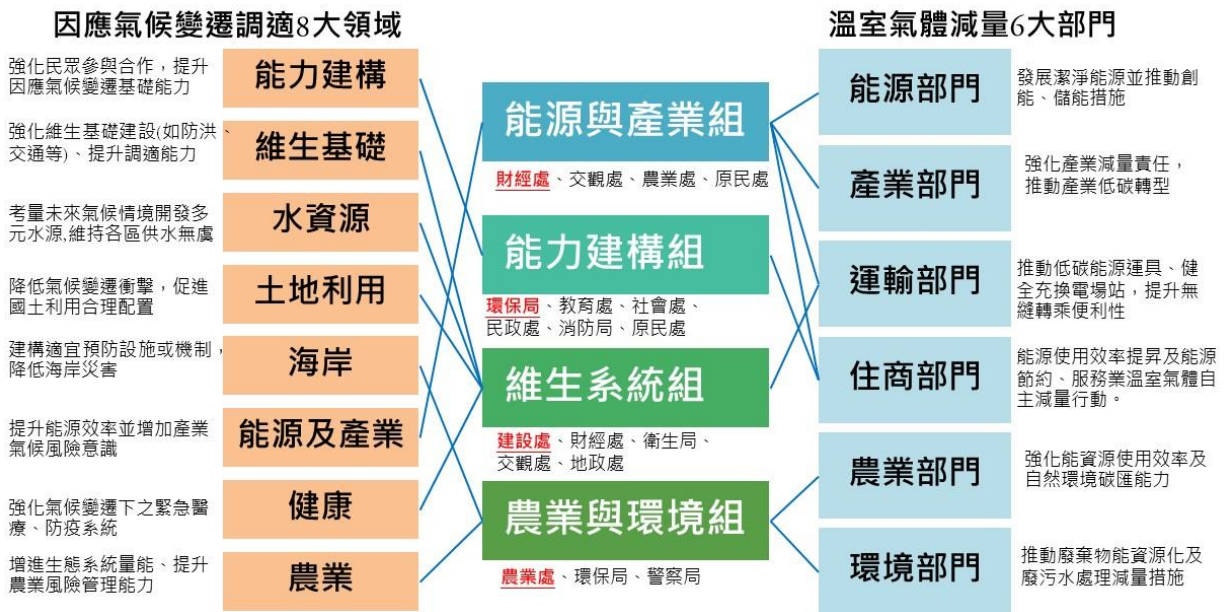 因應氣候變遷調適8大領域
強化民眾參與合作，提升
因應氣候變遷基礎能力
能力建構
強化維生基礎建設(如防洪、
交通等)、提升調適能力
維生基礎
考量未來氣候情境開發多
元水源,維持各區供水無虞
水資源
降低氣候變遷衝擊，促進
國土利用合理配置
土地利用
建構適宜預防設施或機制，
降低海岸災害
海岸
提升能源效率並增加產業
氣候風險意識
能源及產業
強化氣候變遷下之緊急醫
療、防疫系統
健康
增進生態系統量能、提升
農業風險管理能力
農業
能源與產業組
財經處、交觀處、農業處、原民處
能力建構組
環保局、教育處、社會處、
民政處、消防局、原民處
維生系統組
建設處、財經處、衛生局、
交觀處、地政處
農業與環境組
農業處、環保局、警察局
溫室氣體減量6大部門
能源部門
發展潔淨能源並推動創
能、儲能措施
產業部門
強化產業減量責任，
推動產業低碳轉型
運輸部門
推動低碳能源運具、健
全充換電場站，提升無
縫轉乘便利性
住商部門
能源使用效率提昇及能源
節約、服務業溫室氣體自
主減量行動。
農業部門
強化能資源使用效率及
自然環境碳匯能力
環境部門
推動廢棄物能資源化及
廢污水處理減量措施